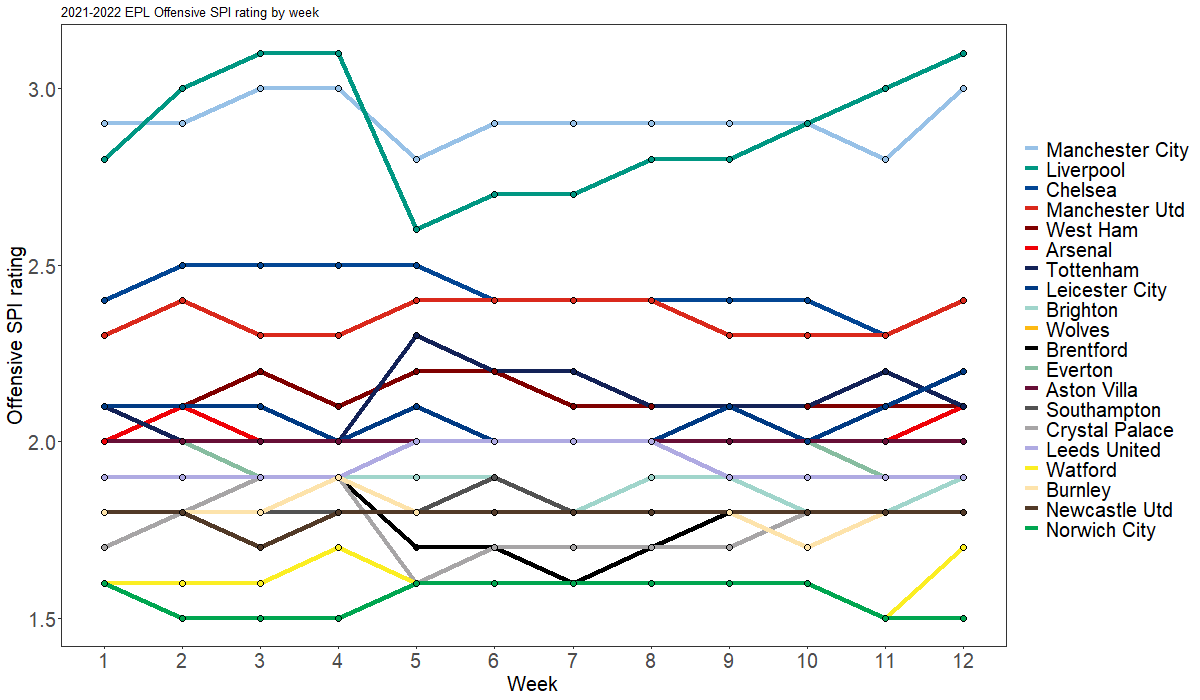 2021-2022 EPL Offensive SPI rating by week
3.0
2.5
2.0
1.5
Offensive SPI rating
1 2 3 4 5 6 7 8 9 10 11 12
Week
Manchester City
Liverpool
Chelsea
Manchester Utd
West Ham
Arsenal
Tottenham
Leicester City
Brighton
Wolves
Brentford
Everton
Aston Villa
Southampton
Crystal Palace
Leeds United
Watford
Burnley
Newcastle Utd
Norwich City